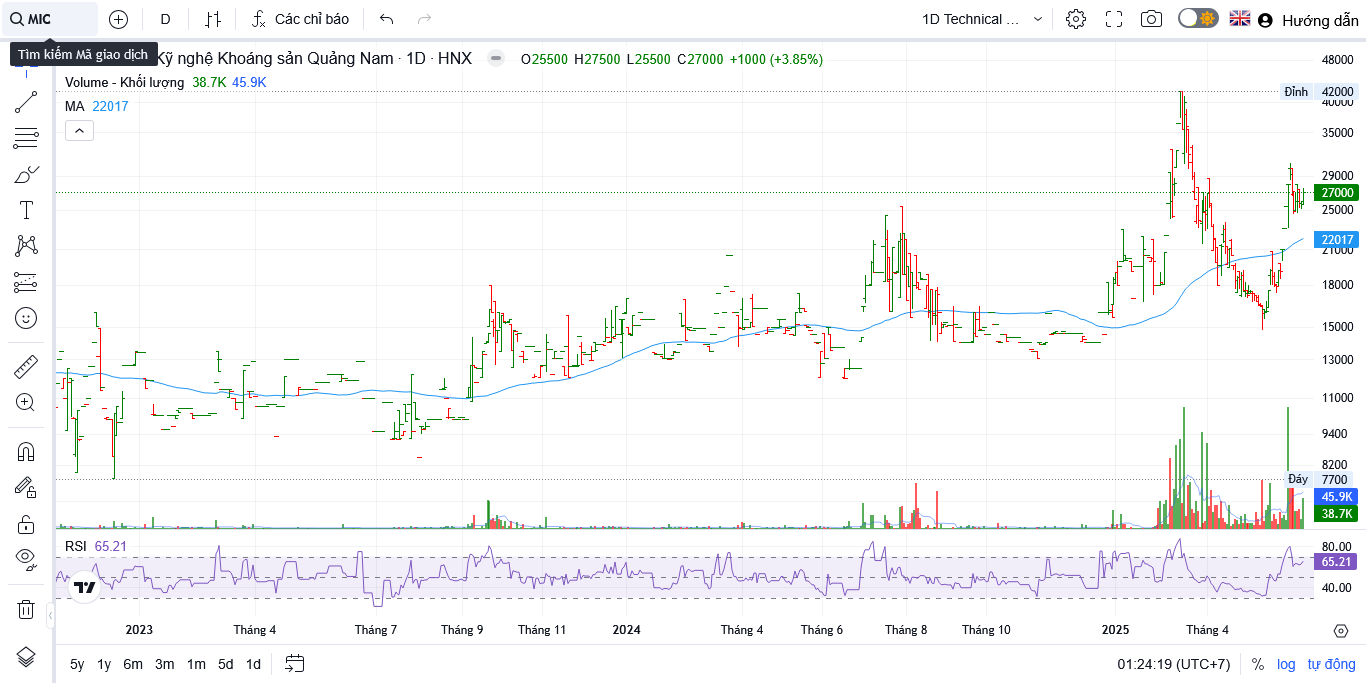 MIC
D
Các chỉ báo
1D Technical ...
Hướng dẫn
Tìm kiếm Mã giao dịch
Kỹ nghệ Khoáng sản Quảng Nam · 1D · HNX
O25500 H27500 L25500 C27000 +1000 (+3.85%)
Volume - Khối lượng 38.7K 45.9K
MA 22017
48000
Đỉnh 42000
40000
35000
29000
27000
25000
22017
21000
18000
15000
13000
11000
9400
8200
Đáy 7700
45.9K
38.7K
RSI 65.21
80.00
65.21
40.00
2023 Tháng 4 Tháng 7 Tháng 9 Tháng 11 2024 Tháng 4 Tháng 6 Tháng 8 Tháng 10 2025 Tháng 4
5y 1y 6m 3m 1m 5d 1d
01:24:19 (UTC+7) % log tự động